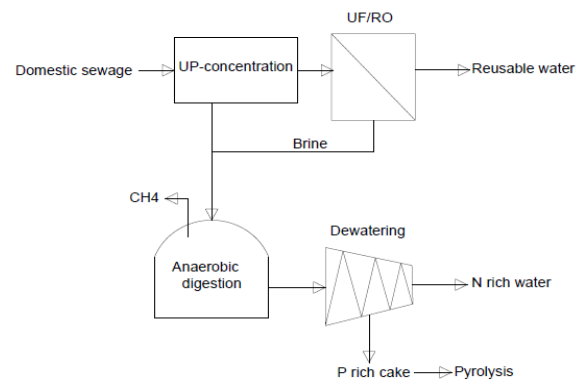 UF/RO
Domestic sewage
UP-concentration
Reusable water
Brine
CH4
Dewatering
Anaerobic
digestion
N rich water
P rich cake
Pyrolysis